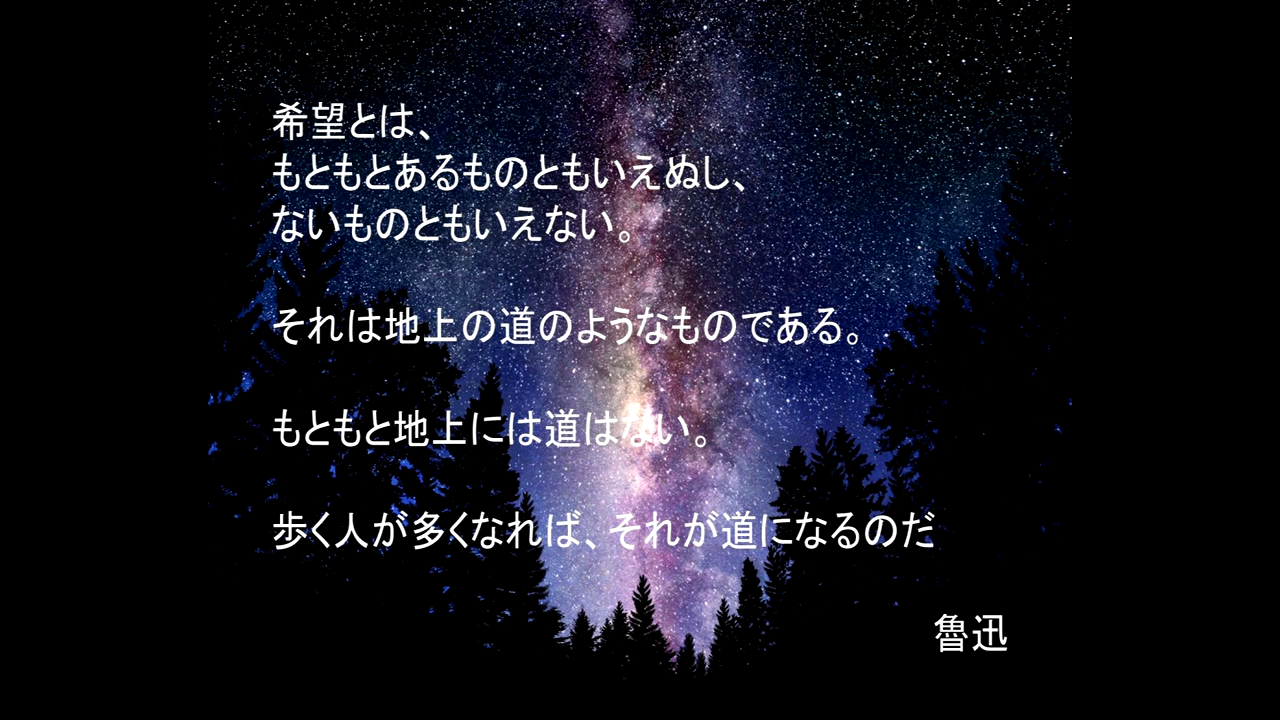 希望とは、
もともとあるものともいえぬし、
ないものともいえない。
それは地上の道のようなものである。
もともと地上には道はない。
歩く人が多くなれば、それが道になるのだ
魯迅